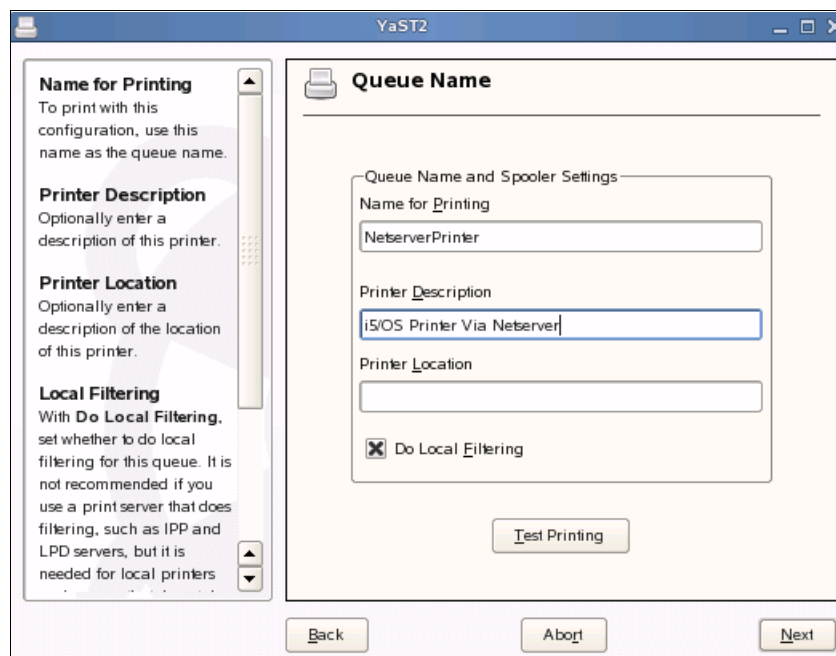 YaST2
Name for Printing
To print with this
configuration, use this
name as the queue name.
Printer Description
Optionally enter a
description of this printer.
Printer Location
Optionally enter a
description of the location
of this printer.
Local Filtering
With Do Local Filtering,
set whether to do local
filtering for this queue. It is
not recommended if you
use a print server that does
filtering, such as IPP and
LPD servers, but it is
needed for local printers
Queue Name
Queue Name and Spooler Settings
Name for Printing
NetserverPrinter
Printer Description
i5/OS Printer Via Netserver
Printer Location
Do Local Filtering
Test Printing
Back
Abort
Next